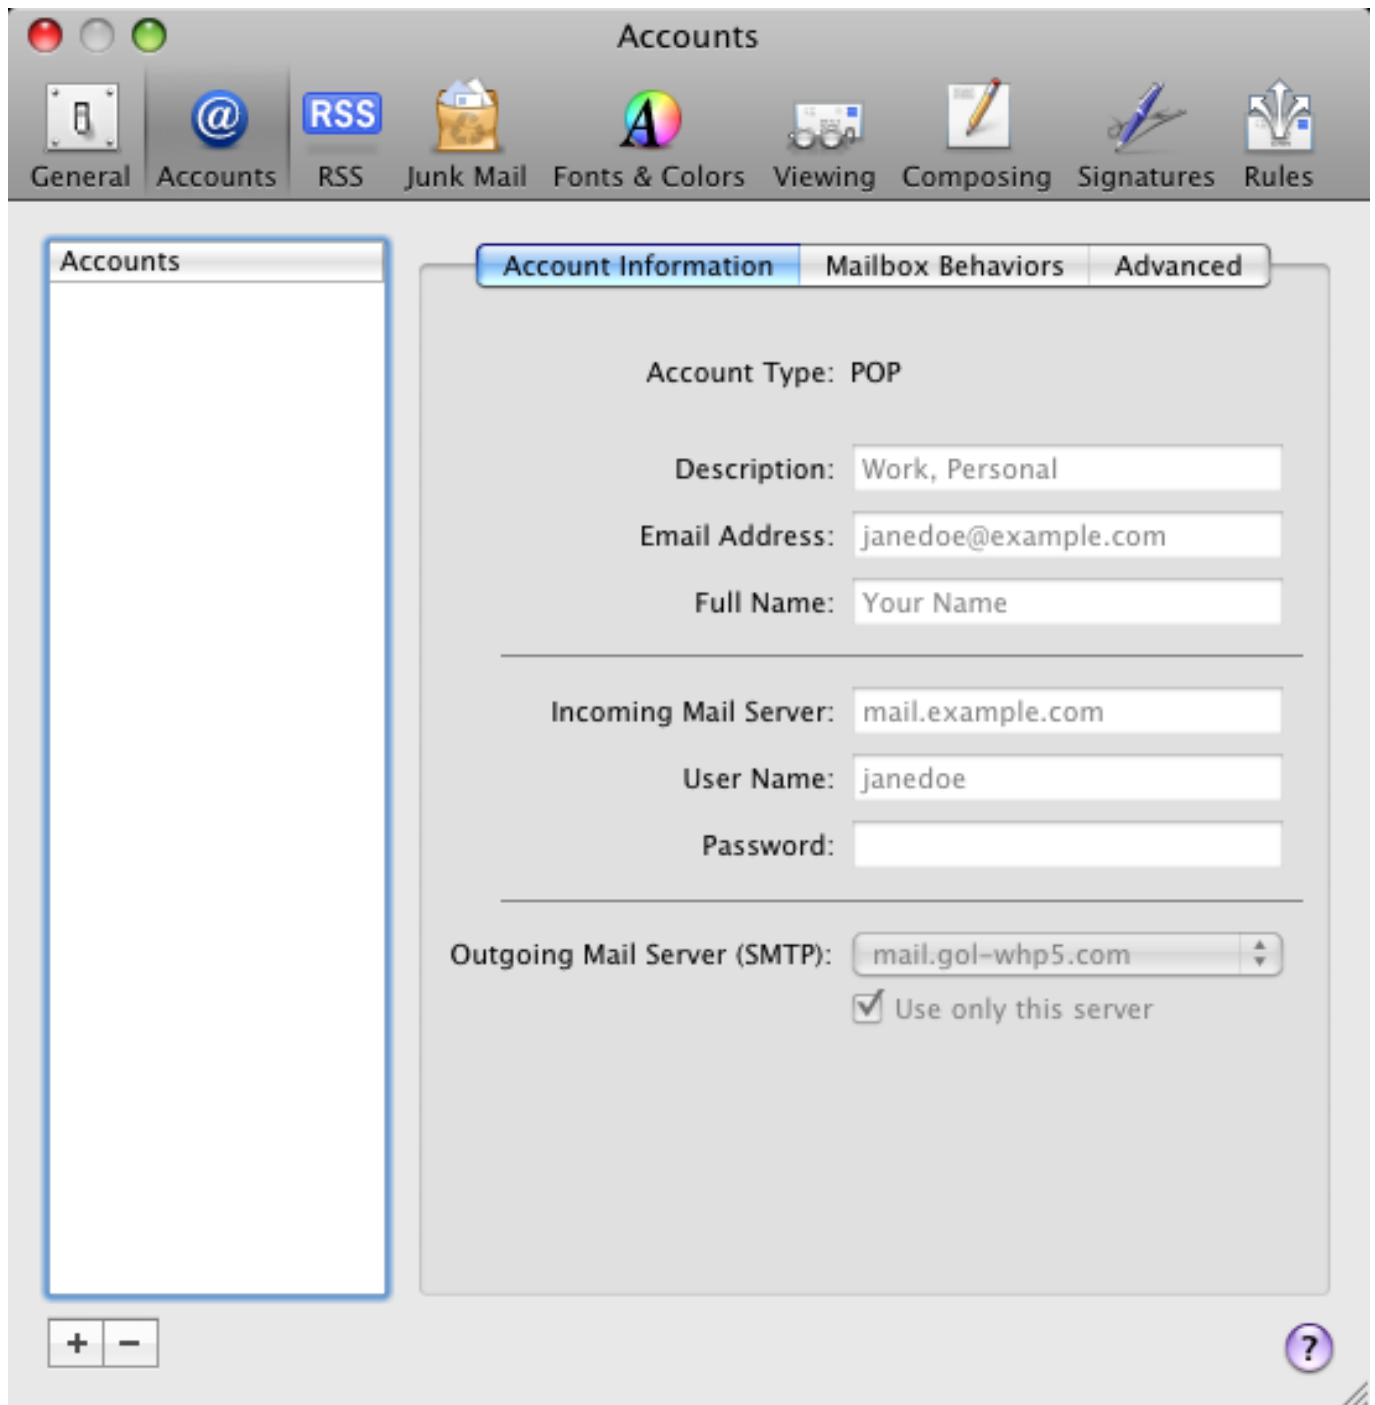 Accounts
General Accounts RSS Junk Mail Fonts & Colors Viewing Composing Signatures Rules
RSS
Accounts
Account Information Mailbox Behaviors Advanced
Account Type: POP
Description: Work, Personal
Email Address: janedoe@example.com
Full Name: Your Name
Incoming Mail Server: mail.example.com
User Name: janedoe
Password:
Outgoing Mail Server (SMTP): mail.gol-whp5.com
Use only this server
+ − ?